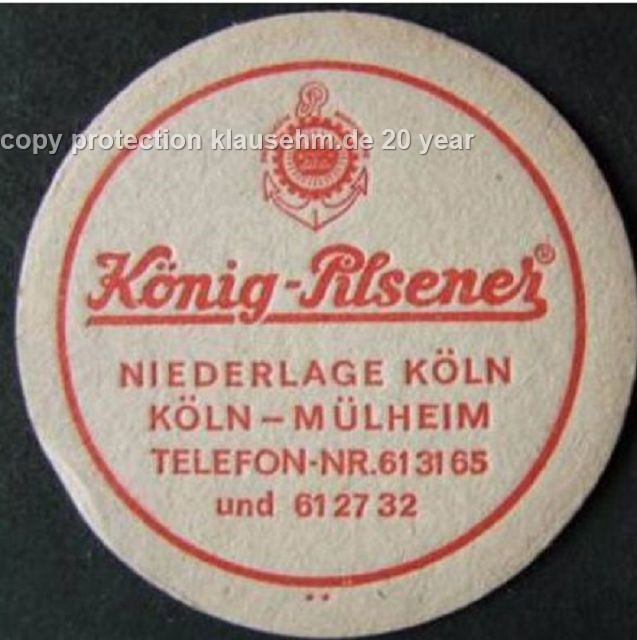 copy protection klausehm.de 20 year
König-Pilsener®
NIEDERLAGE KÖLN
KÖLN – MÜLHEIM
TELEFON-NR. 61 31 65
und 61 27 32